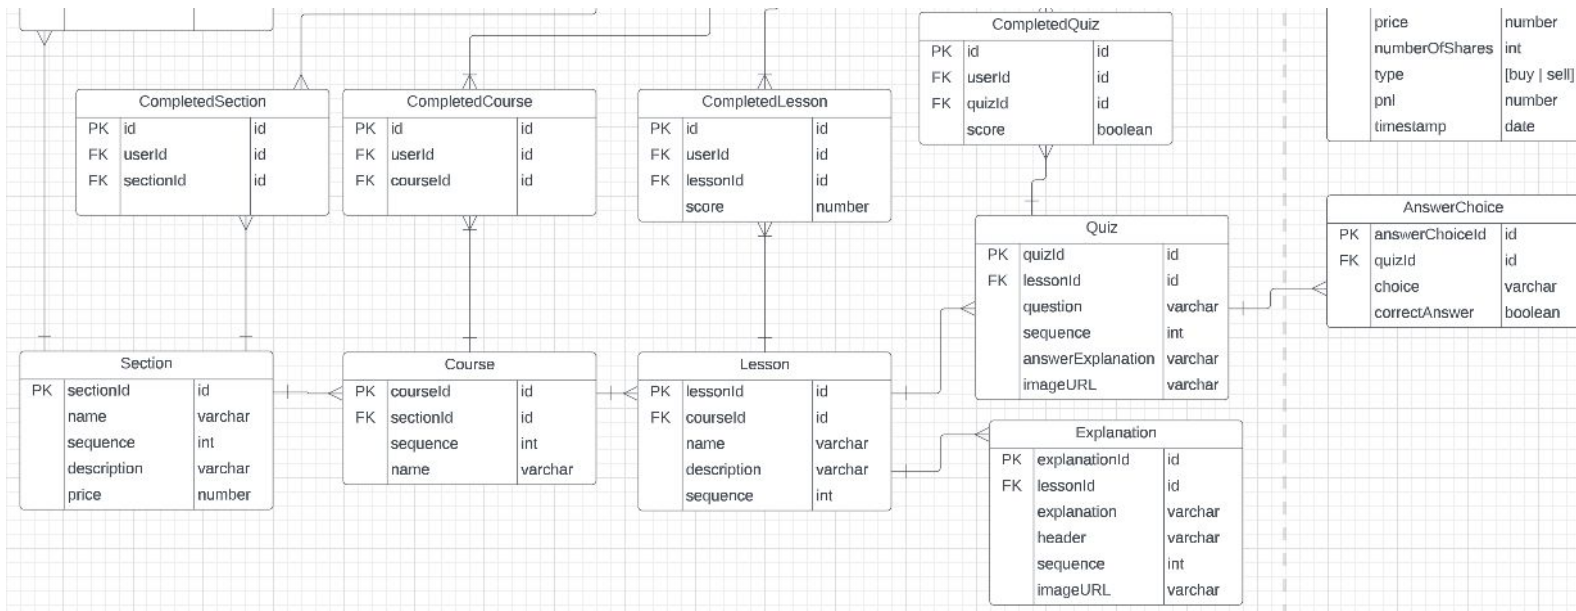 CompletedQuiz
PK id id
FK userId id
FK quizId id
score boolean
price number
numberOfShares int
type [buy | sell]
pnl number
timestamp date
CompletedSection
PK id id
FK userId id
FK sectionId id
CompletedCourse
PK id id
FK userId id
FK courseId id
CompletedLesson
PK id id
FK userId id
FK lessonId id
score number
Quiz
PK quizId id
FK lessonId id
question varchar
sequence int
answerExplanation varchar
imageURL varchar
AnswerChoice
PK answerChoiceId id
FK quizId id
choice varchar
correctAnswer boolean
Section
PK sectionId id
name varchar
sequence int
description varchar
price number
Course
PK courseId id
FK sectionId id
sequence int
name varchar
Lesson
PK lessonId id
FK courseId id
name varchar
description varchar
sequence int
Explanation
PK explanationId id
FK lessonId id
explanation varchar
header varchar
sequence int
imageURL varchar